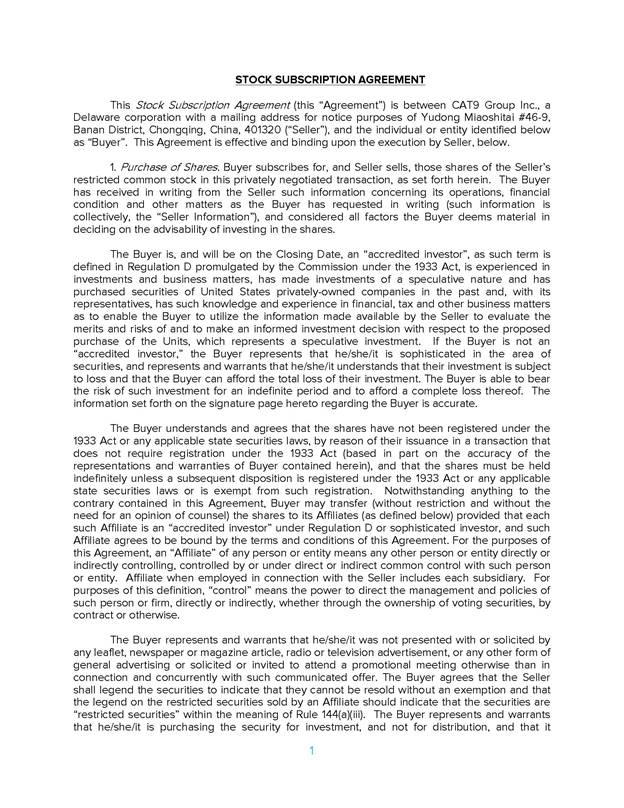 STOCK SUBSCRIPTION AGREEMENT
This Stock Subscription Agreement (this “Agreement”) is between CAT9 Group Inc., a
Delaware corporation with a mailing address for notice purposes of Yudong Miaoshitai #46-9,
Banan District, Chongqing, China, 401320 (“Seller”), and the individual or entity identified below
as “Buyer”. This Agreement is effective and binding upon the execution by Seller, below.
1. Purchase of Shares. Buyer subscribes for, and Seller sells, those shares of the Seller’s
restricted common stock in this privately negotiated transaction, as set forth herein. The Buyer
has received in writing from the Seller such information concerning its operations, financial
condition and other matters as the Buyer has requested in writing (such information is
collectively, the “Seller Information”), and considered all factors the Buyer deems material in
deciding on the advisability of investing in the shares.
The Buyer is, and will be on the Closing Date, an “accredited investor”, as such term is
defined in Regulation D promulgated by the Commission under the 1933 Act, is experienced in
investments and business matters, has made investments of a speculative nature and has
purchased securities of United States privately-owned companies in the past and, with its
representatives, has such knowledge and experience in financial, tax and other business matters
as to enable the Buyer to utilize the information made available by the Seller to evaluate the
merits and risks of and to make an informed investment decision with respect to the proposed
purchase of the Units, which represents a speculative investment. If the Buyer is not an
“accredited investor,” the Buyer represents that he/she/it is sophisticated in the area of
securities, and represents and warrants that he/she/it understands that their investment is subject
to loss and that the Buyer can afford the total loss of their investment. The Buyer is able to bear
the risk of such investment for an indefinite period and to afford a complete loss thereof. The
information set forth on the signature page hereto regarding the Buyer is accurate.
The Buyer understands and agrees that the shares have not been registered under the
1933 Act or any applicable state securities laws, by reason of their issuance in a transaction that
does not require registration under the 1933 Act (based in part on the accuracy of the
representations and warranties of Buyer contained herein), and that the shares must be held
indefinitely unless a subsequent disposition is registered under the 1933 Act or any applicable
state securities laws or is exempt from such registration. Notwithstanding anything to the
contrary contained in this Agreement, Buyer may transfer (without restriction and without the
need for an opinion of counsel) the shares to its Affiliates (as defined below) provided that each
such Affiliate is an “accredited investor” under Regulation D or sophisticated investor, and such
Affiliate agrees to be bound by the terms and conditions of this Agreement. For the purposes of
this Agreement, an “Affiliate” of any person or entity means any other person or entity directly or
indirectly controlling, controlled by or under direct or indirect common control with such person
or entity. Affiliate when employed in connection with the Seller includes each subsidiary. For
purposes of this definition, “control” means the power to direct the management and policies of
such person or firm, directly or indirectly, whether through the ownership of voting securities, by
contract or otherwise.
The Buyer represents and warrants that he/she/it was not presented with or solicited by
any leaflet, newspaper or magazine article, radio or television advertisement, or any other form of
general advertising or solicited or invited to attend a promotional meeting otherwise than in
connection and concurrently with such communicated offer. The Buyer agrees that the Seller
shall legend the securities to indicate that they cannot be resold without an exemption and that
the legend on the restricted securities sold by an Affiliate should indicate that the securities are
“restricted securities” within the meaning of Rule 144(a)(iii). The Buyer represents and warrants
that he/she/it is purchasing the security for investment, and not for distribution, and that it
1